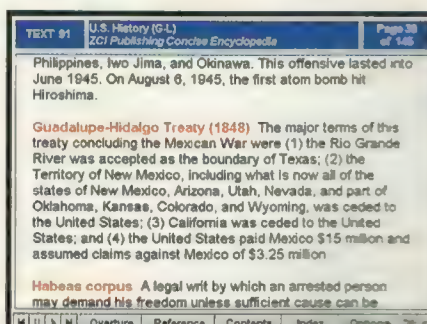 TEXT 91
U.S. History (G-L)
ZCI Publishing Concise Encyclopedia
Page 38
of 145
Philippines, Iwo Jima, and Okinawa. This offensive lasted into
June 1945. On August 6, 1945, the first atom bomb hit
Hiroshima.
Guadalupe-Hidalgo Treaty (1848) The major terms of this
treaty concluding the Mexican War were (1) the Rio Grande
River was accepted as the boundary of Texas; (2) the
Territory of New Mexico, including what is now all of the
states of New Mexico, Arizona, Utah, Nevada, and part of
Oklahoma, Kansas, Colorado, and Wyoming, was ceded to
the United States; (3) California was ceded to the United
States; and (4) the United States paid Mexico $15 million and
assumed claims against Mexico of $3.25 million
Habeas corpus A legal writ by which an arrested person
may demand his freedom unless sufficient cause can be
Overture Reference Contents Index Options